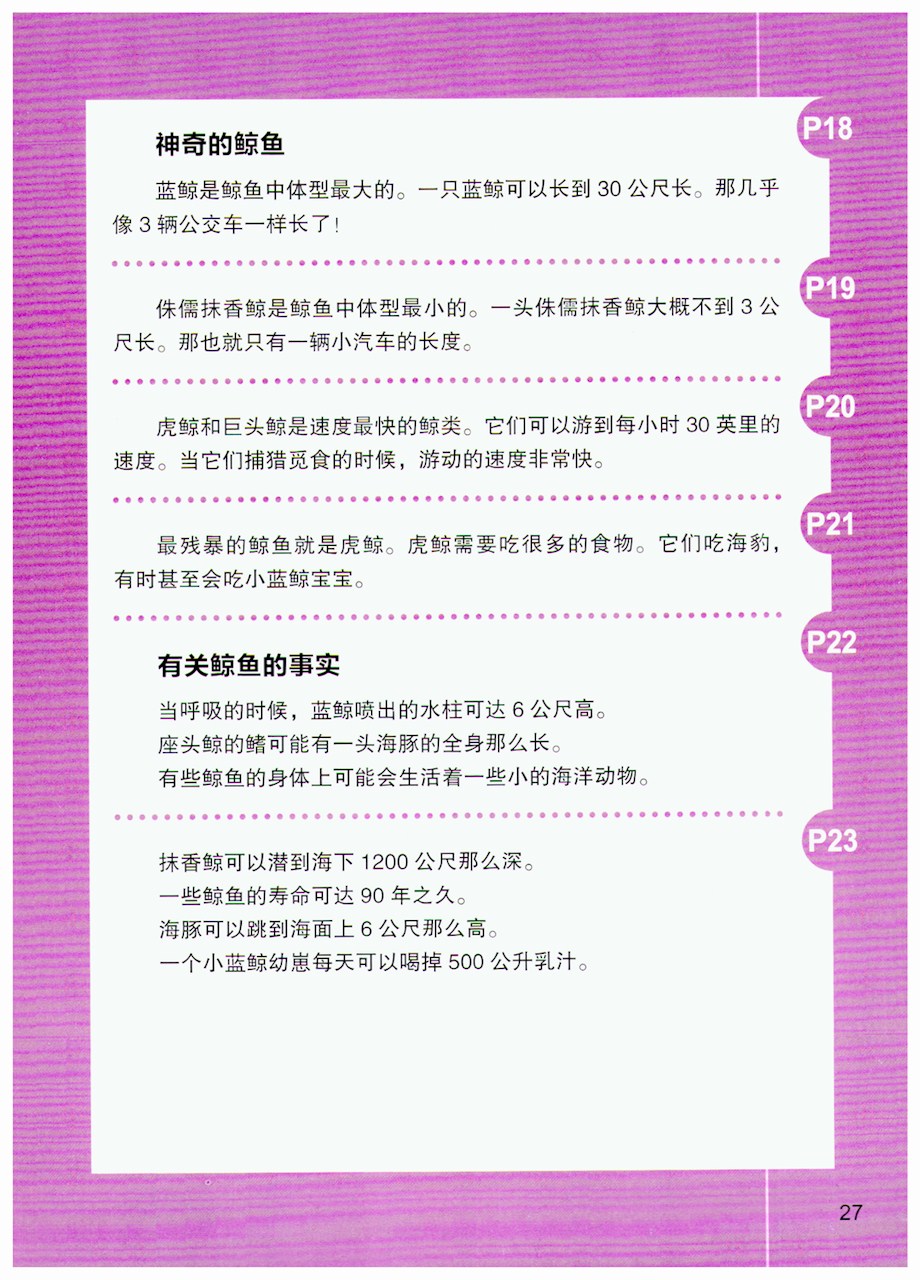 P18
神奇的鲸鱼
蓝鲸是鲸鱼中体型最大的。一只蓝鲸可以长到 30 公尺长。那几乎
像 3 辆公交车一样长了!
P19
侏儒抹香鲸是鲸鱼中体型最小的。一头侏儒抹香鲸大概不到 3 公
尺长。那也就只有一辆小汽车的长度。
P20
虎鲸和巨头鲸是速度最快的鲸类。它们可以游到每小时 30 英里的
速度。当它们捕猎觅食的时候，游动的速度非常快。
P21
最残暴的鲸鱼就是虎鲸。虎鲸需要吃很多的食物。它们吃海豹，
有时甚至会吃小蓝鲸宝宝。
P22
有关鲸鱼的事实
当呼吸的时候，蓝鲸喷出的水柱可达 6 公尺高。
座头鲸的鳍可能有一头海豚的全身那么长。
有些鲸鱼的身体上可能会生活着一些小的海洋动物。
P23
抹香鲸可以潜到海下 1200 公尺那么深。
一些鲸鱼的寿命可达 90 年之久。
海豚可以跳到海面上 6 公尺那么高。
一个小蓝鲸幼崽每天可以喝掉 500 公升乳汁。
27